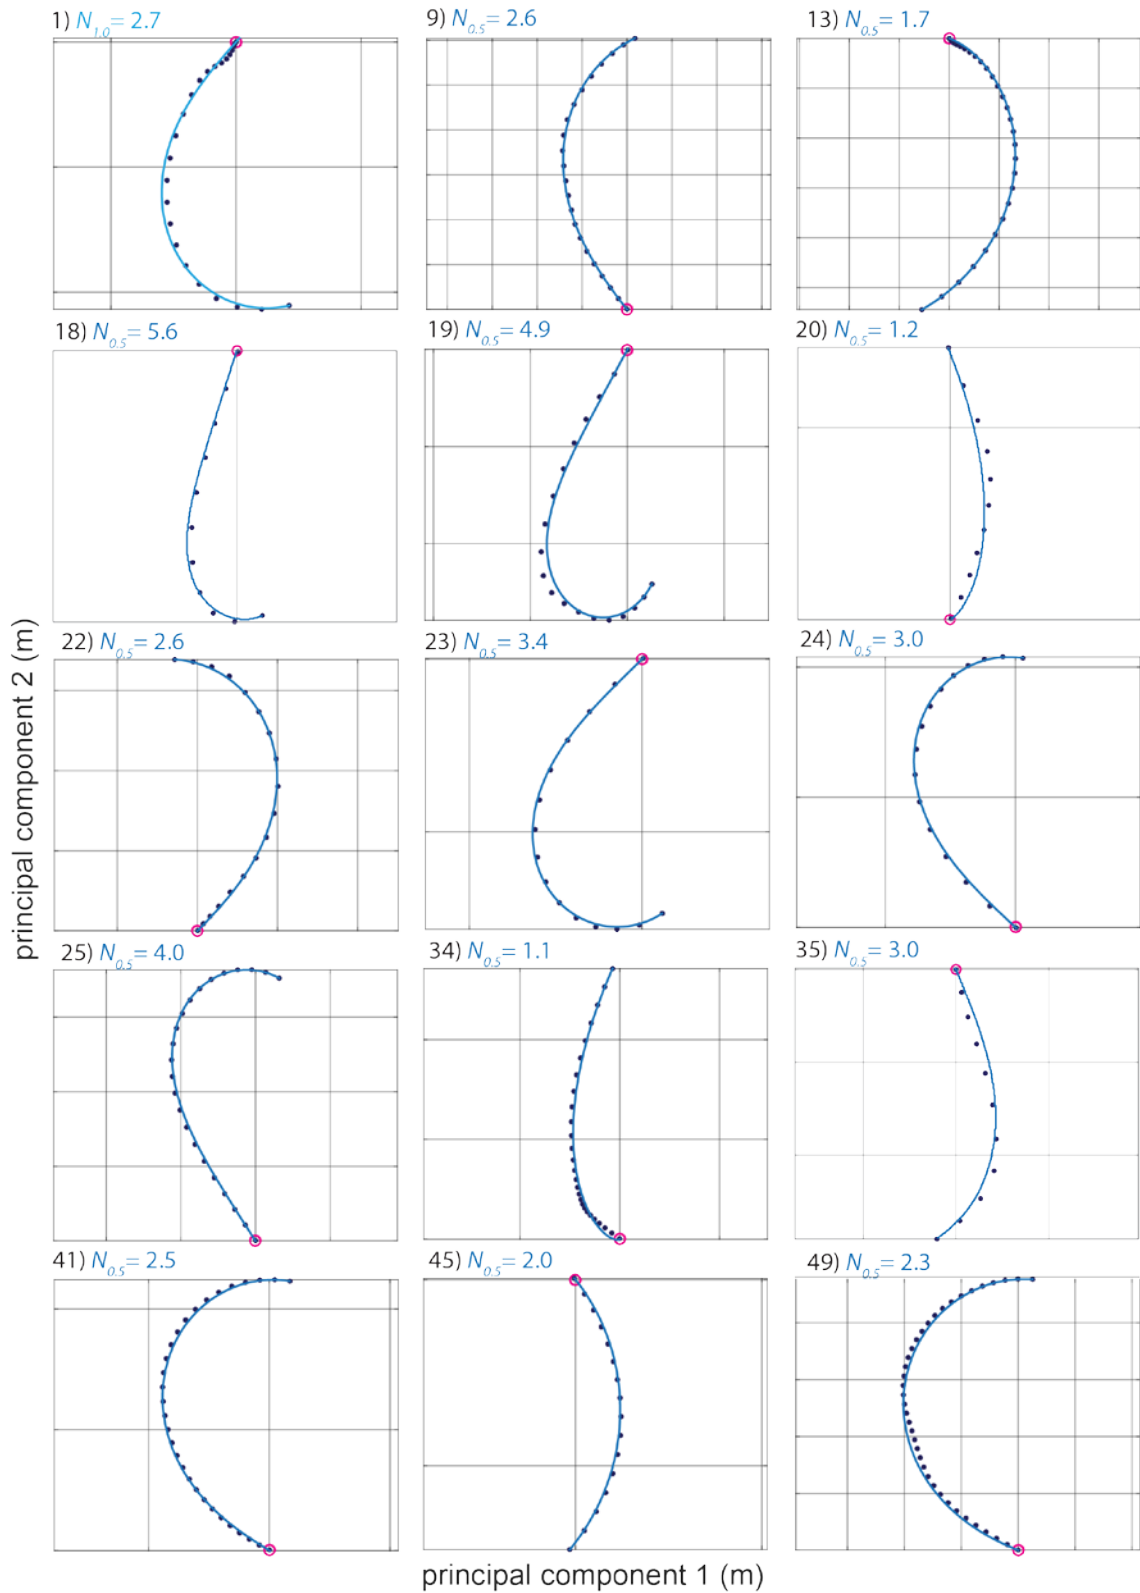 1) N1.0= 2.7
9) N0.5= 2.6
13) N0.5= 1.7
18) N0.5= 5.6
19) N0.5= 4.9
20) N0.5= 1.2
22) N0.5= 2.6
23) N0.5= 3.4
24) N0.5= 3.0
25) N0.5= 4.0
34) N0.5= 1.1
35) N0.5= 3.0
41) N0.5= 2.5
45) N0.5= 2.0
49) N0.5= 2.3
principal component 2 (m)
principal component 1 (m)